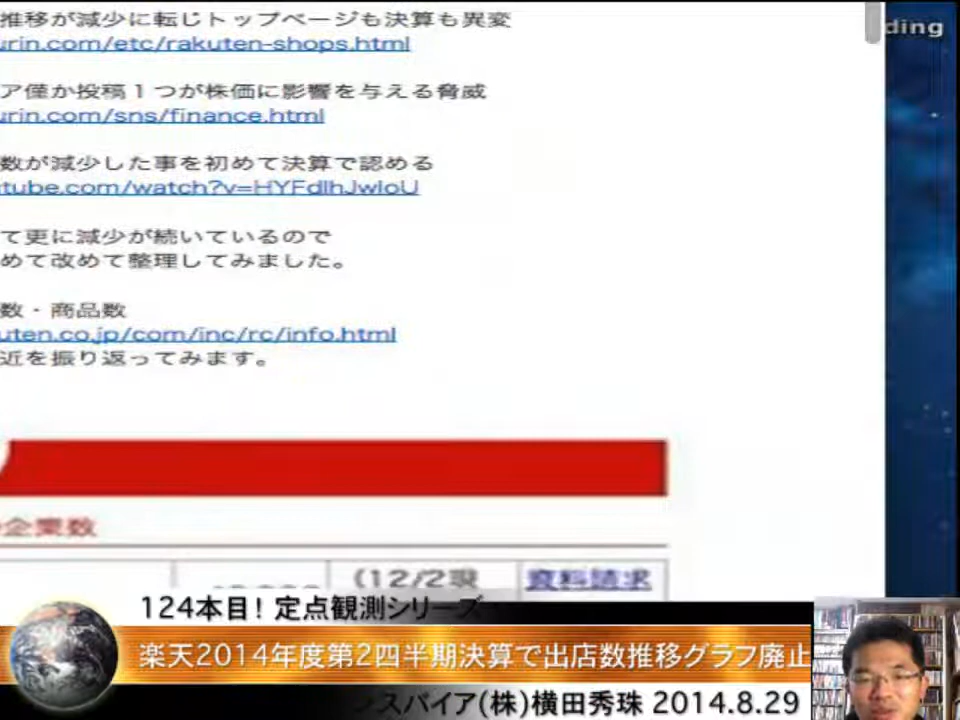 推移が減少に転じトップページも決算も異変
urin.com/etc/rakuten-shops.html
ア僅か投稿１つが株価に影響を与える脅威
urin.com/sns/finance.html
数が減少した事を初めて決算で認める
tube.com/watch?v=HYFdlhJwIoU
て更に減少が続いているので
めて改めて整理してみました。
数・商品数
uten.co.jp/com/inc/rc/info.html
近を振り返ってみます。
企業数
(12/2現
資料請求
ding
124本目！定点観測シリーズ
楽天2014年度第2四半期決算で出店数推移グラフ廃止
スパイア(株)横田秀珠 2014.8.29